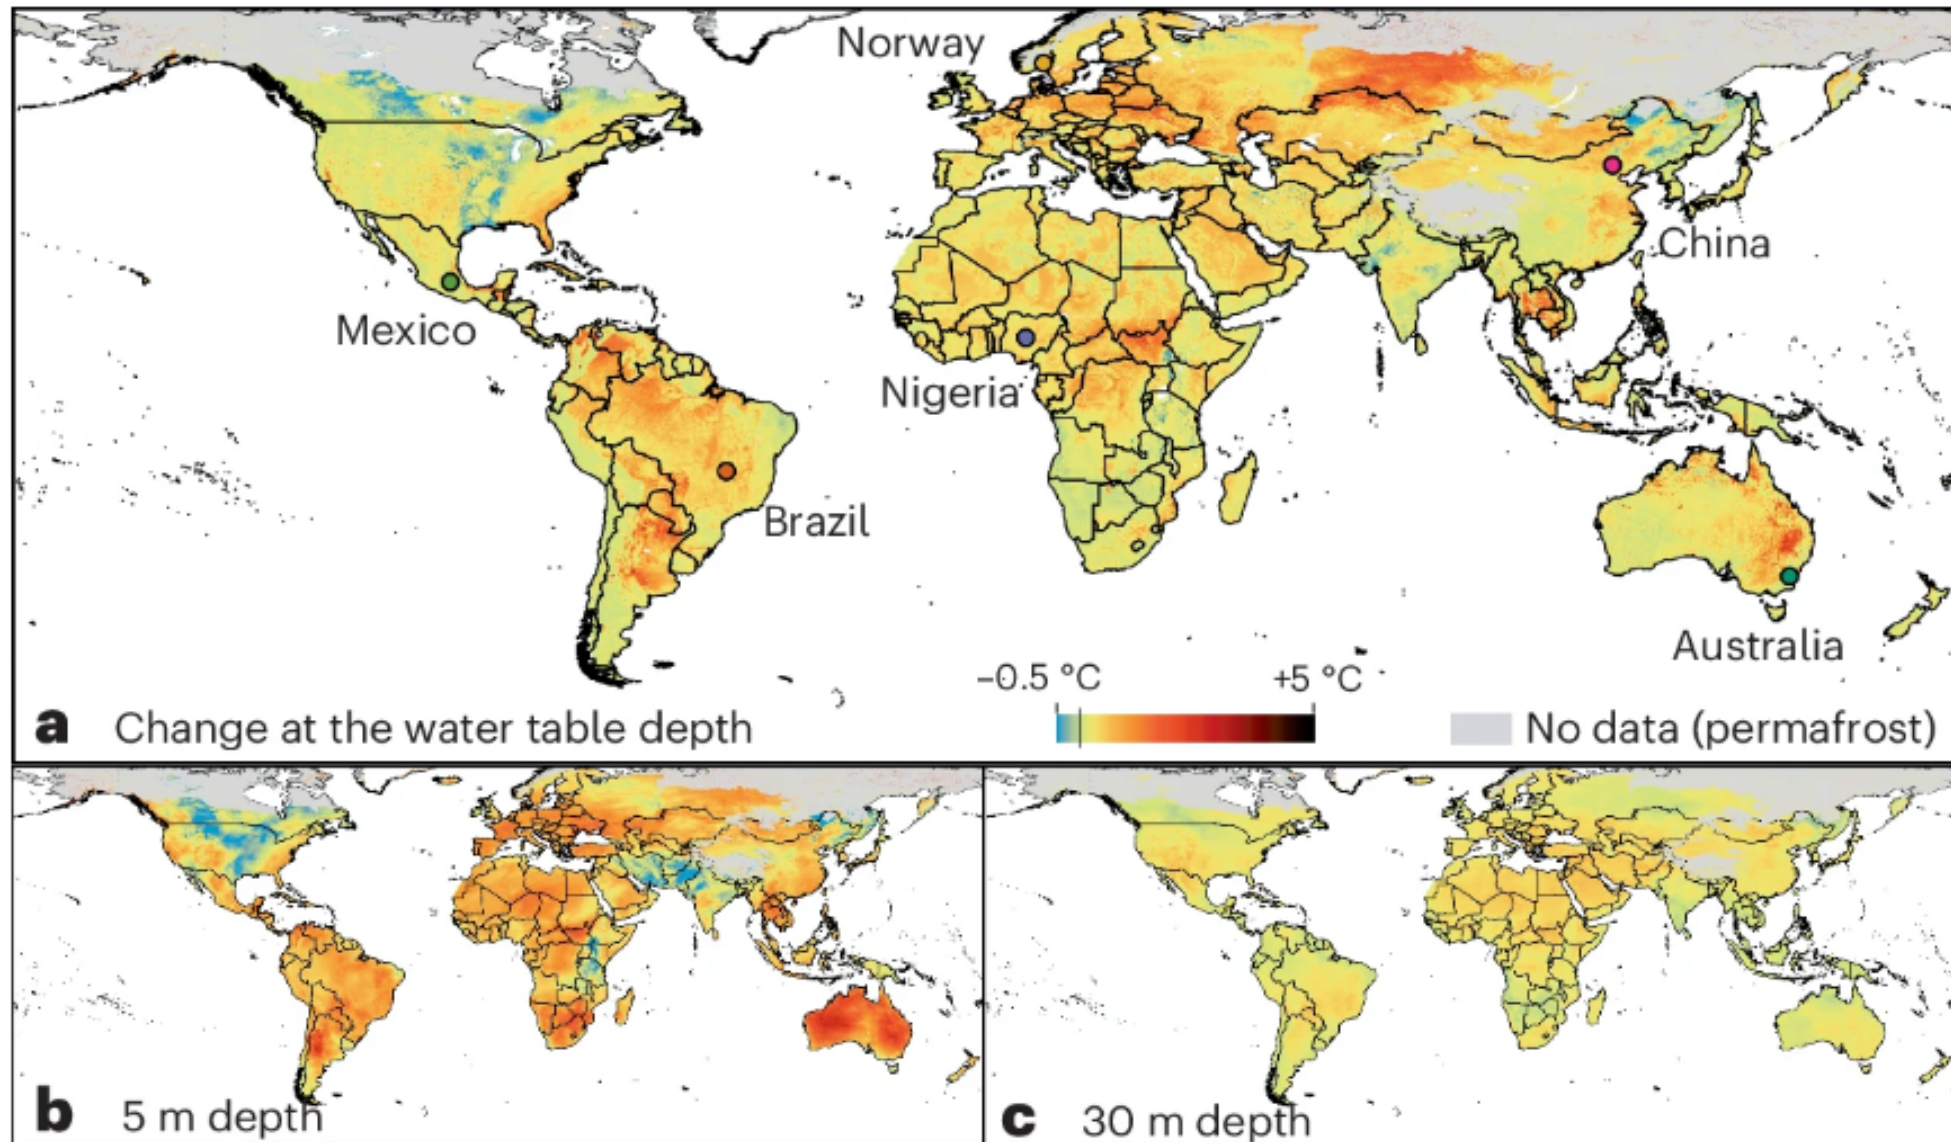 Norway
China
Mexico
Nigeria
Brazil
Australia
−0.5 °C
+5 °C
a Change at the water table depth
No data (permafrost)
b 5 m depth
c 30 m depth